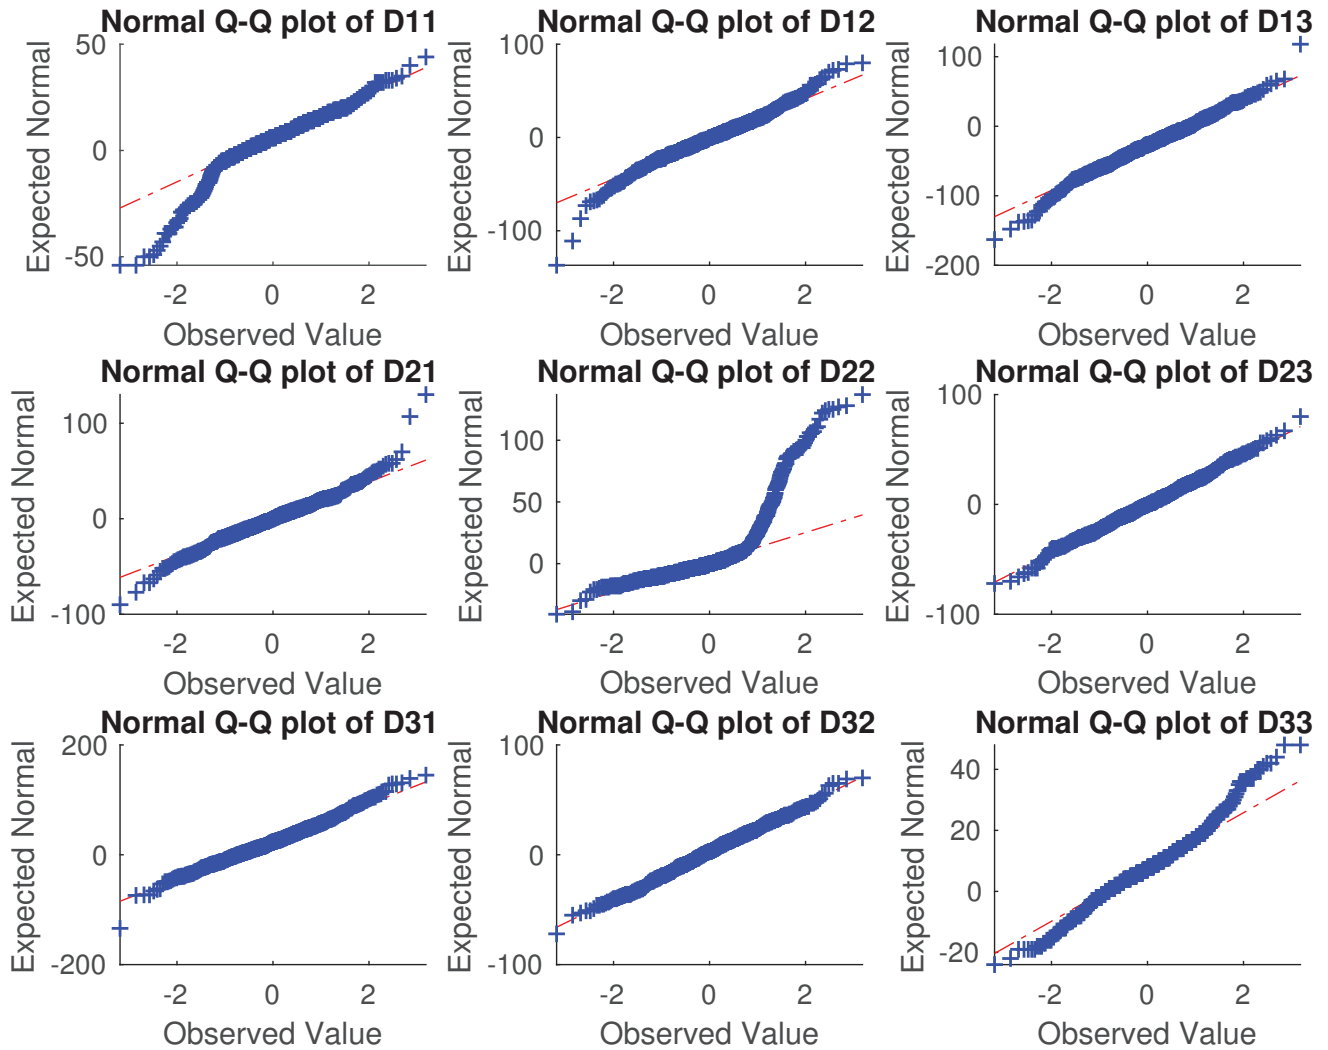 Normal Q-Q plot of D11
50
0
-50
Expected Normal
-2 0 2
Observed Value
Normal Q-Q plot of D12
100
0
-100
Expected Normal
-2 0 2
Observed Value
Normal Q-Q plot of D13
100
0
-100
-200
Expected Normal
-2 0 2
Observed Value
Normal Q-Q plot of D21
100
0
-100
Expected Normal
-2 0 2
Observed Value
Normal Q-Q plot of D22
100
50
0
Expected Normal
-2 0 2
Observed Value
Normal Q-Q plot of D23
100
0
-100
Expected Normal
-2 0 2
Observed Value
Normal Q-Q plot of D31
200
0
-200
Expected Normal
-2 0 2
Observed Value
Normal Q-Q plot of D32
100
0
-100
Expected Normal
-2 0 2
Observed Value
Normal Q-Q plot of D33
40
20
0
-20
Expected Normal
-2 0 2
Observed Value